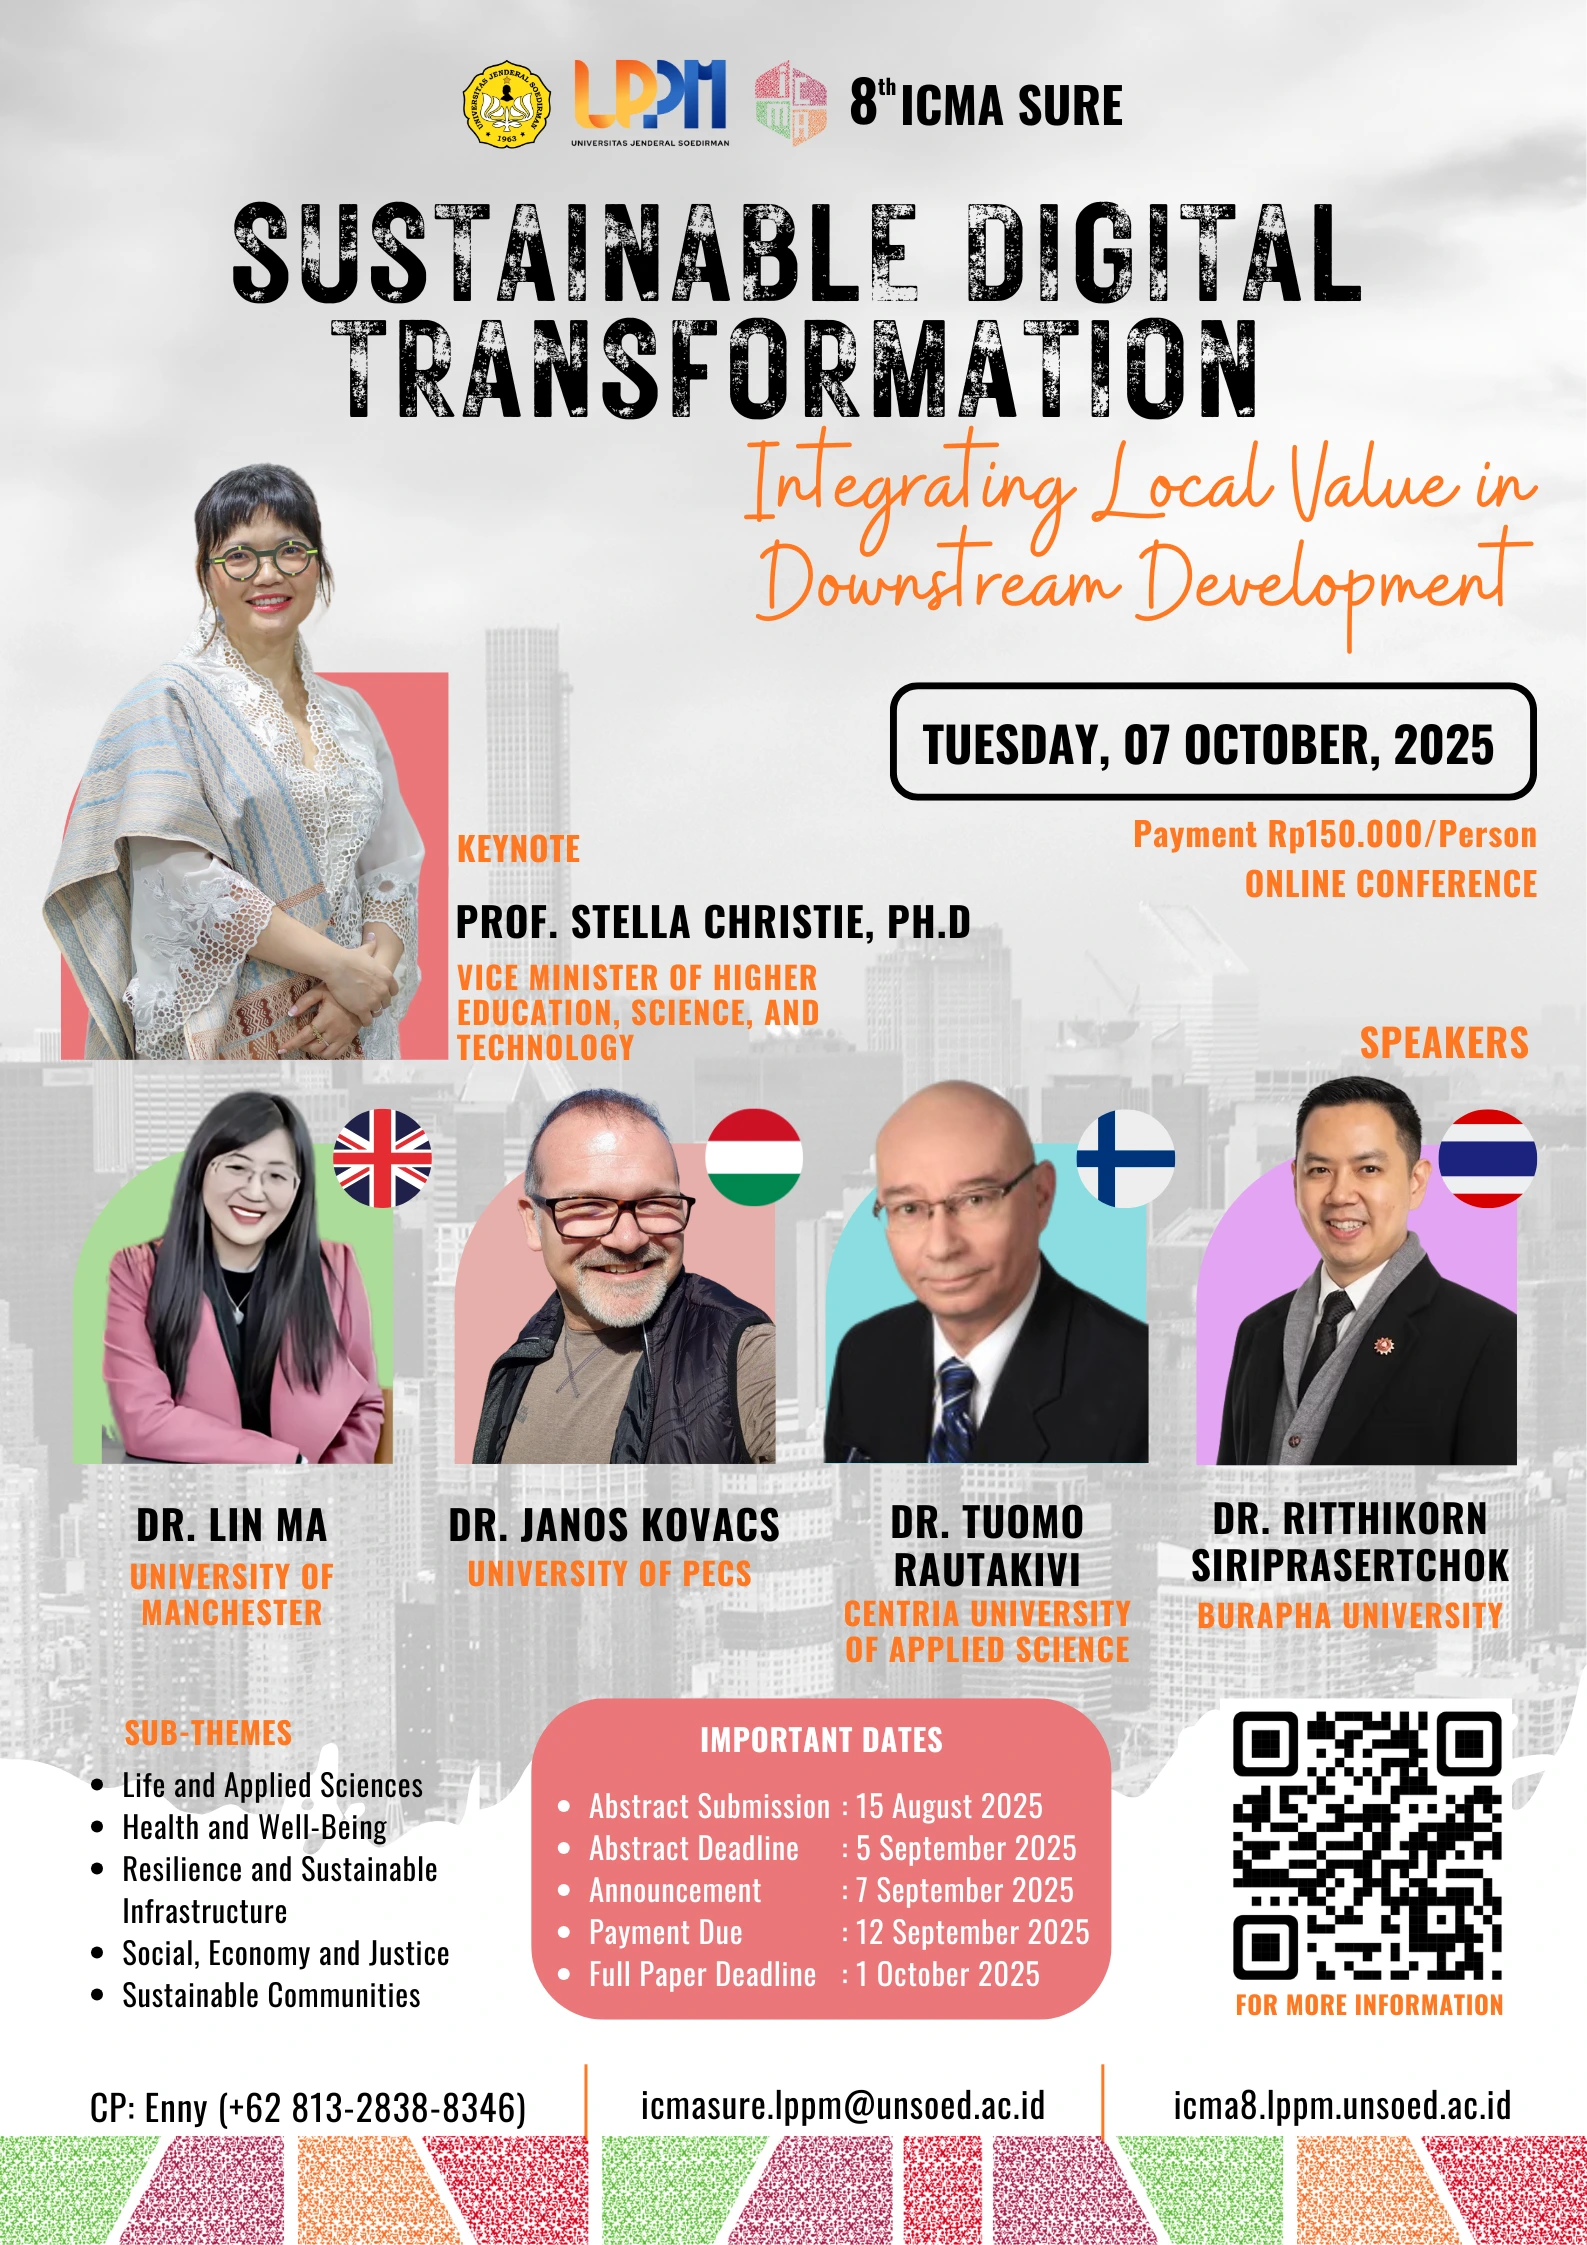 UNIVERSITAS JENDERAL SOEDIRMAN
1963
LPPM
UNIVERSITAS JENDERAL SOEDIRMAN
ICMA
8th ICMA SURE
SUSTAINABLE DIGITAL
TRANSFORMATION
Integrating Local Value in
Downstream Development
TUESDAY, 07 OCTOBER, 2025
Payment Rp150.000/Person
ONLINE CONFERENCE
KEYNOTE
PROF. STELLA CHRISTIE, PH.D
VICE MINISTER OF HIGHER
EDUCATION, SCIENCE, AND
TECHNOLOGY
SPEAKERS
DR. LIN MA
UNIVERSITY OF
MANCHESTER
DR. JANOS KOVACS
UNIVERSITY OF PECS
DR. TUOMO
RAUTAKIVI
CENTRIA UNIVERSITY
OF APPLIED SCIENCE
DR. RITTHIKORN
SIRIPRASERTCHOK
BURAPHA UNIVERSITY
SUB-THEMES
• Life and Applied Sciences
• Health and Well-Being
• Resilience and Sustainable
Infrastructure
• Social, Economy and Justice
• Sustainable Communities
IMPORTANT DATES
• Abstract Submission : 15 August 2025
• Abstract Deadline : 5 September 2025
• Announcement : 7 September 2025
• Payment Due : 12 September 2025
• Full Paper Deadline : 1 October 2025
FOR MORE INFORMATION
CP: Enny (+62 813-2838-8346)
icmasure.lppm@unsoed.ac.id
icma8.lppm.unsoed.ac.id